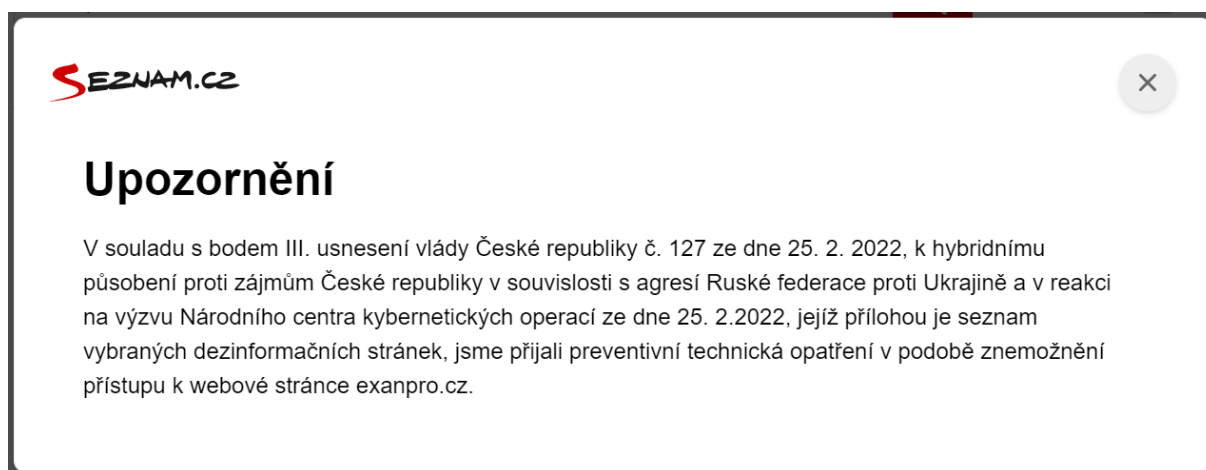 SEZNAM.CZ
Upozornění
V souladu s bodem III. usnesení vlády České republiky č. 127 ze dne 25. 2. 2022, k hybridnímu
působení proti zájmům České republiky v souvislosti s agresí Ruské federace proti Ukrajině a v reakci
na výzvu Národního centra kybernetických operací ze dne 25. 2.2022, jejíž přílohou je seznam
vybraných dezinformačních stránek, jsme přijali preventivní technická opatření v podobě znemožnění
přístupu k webové stránce exanpro.cz.